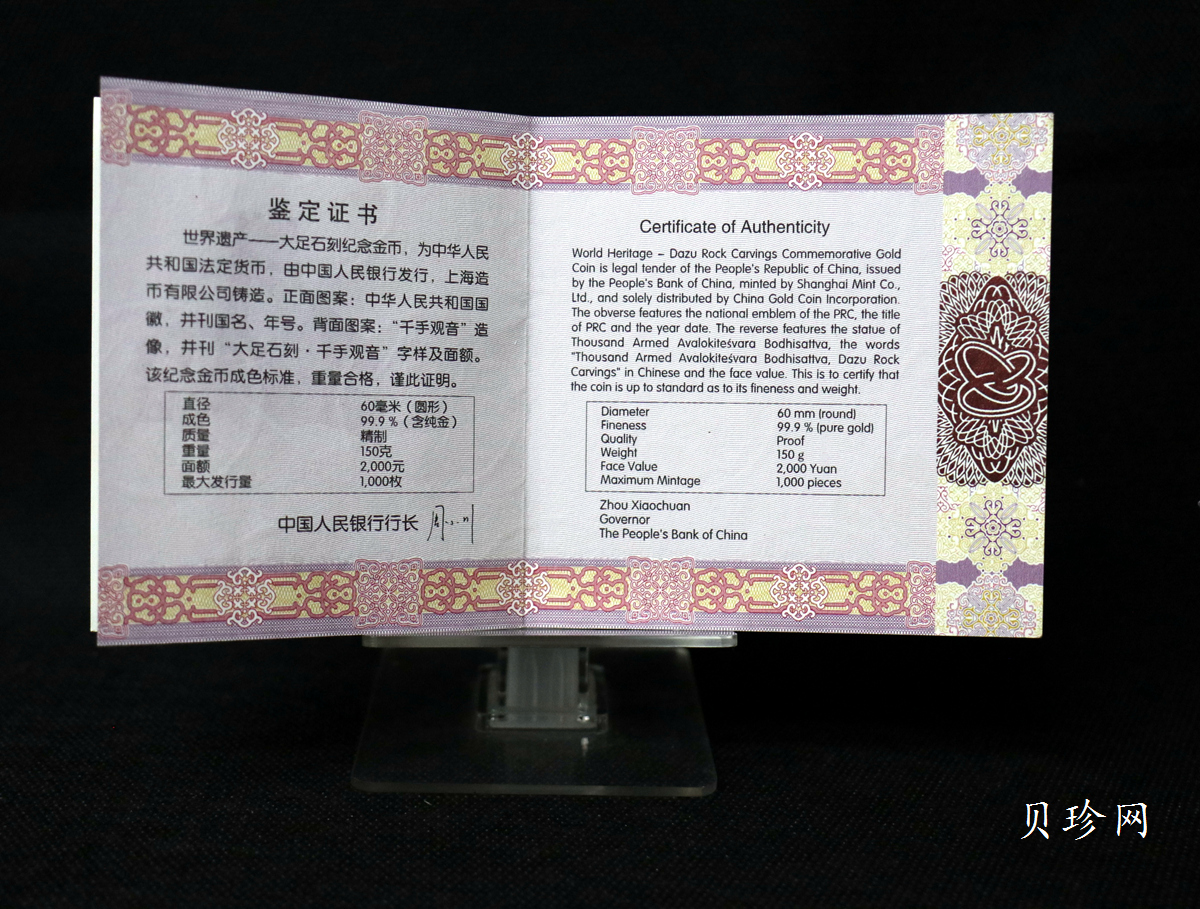 鉴定证书
世界遗产——大足石刻纪念金币，为中华人民
共和国法定货币，由中国人民银行发行，上海造
币有限公司铸造。正面图案：中华人民共和国国
徽，并刊国名、年号。背面图案：“千手观音”造
像，并刊“大足石刻·千手观音”字样及面额。
该纪念金币成色标准，重量合格，谨此证明。
直径 60毫米（圆形）
成色 99.9 %（含纯金）
质量 精制
重量 150克
面额 2,000元
最大发行量 1,000枚
中国人民银行行长
Certificate of Authenticity
World Heritage – Dazu Rock Carvings Commemorative Gold
Coin is legal tender of the People's Republic of China, issued
by the People's Bank of China, minted by Shanghai Mint Co.,
Ltd., and solely distributed by China Gold Coin Incorporation.
The obverse features the national emblem of the PRC, the title
of PRC and the year date. The reverse features the statue of
Thousand Armed Avalokiteśvara Bodhisattva, the words
"Thousand Armed Avalokiteśvara Bodhisattva, Dazu Rock
Carvings" in Chinese and the face value. This is to certify that
the coin is up to standard as to its fineness and weight.
Diameter 60 mm (round)
Fineness 99.9 % (pure gold)
Quality Proof
Weight 150 g
Face Value 2,000 Yuan
Maximum Mintage 1,000 pieces
Zhou Xiaochuan
Governor
The People's Bank of China
贝珍网